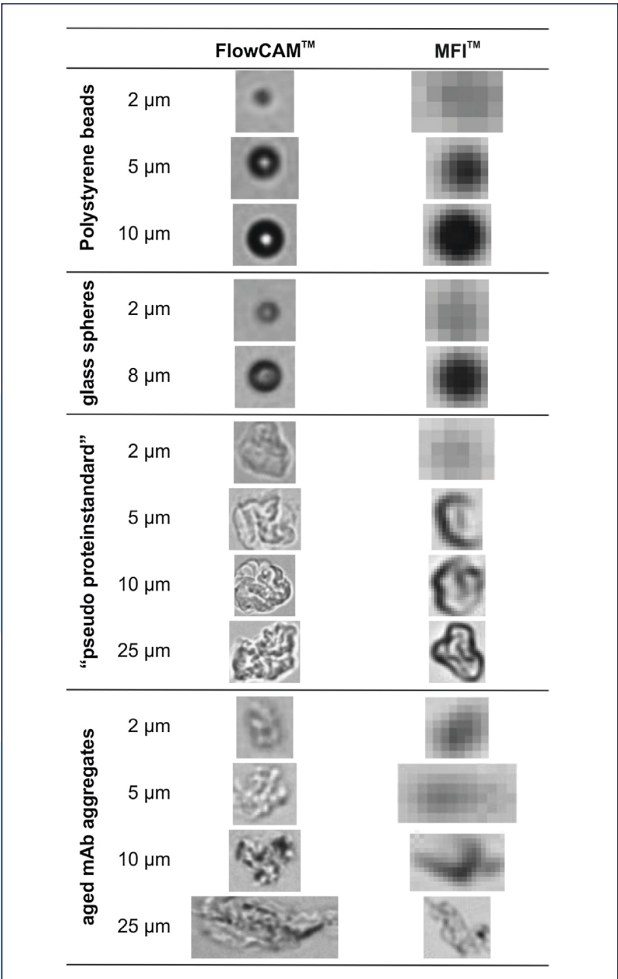 FlowCAM™ MFI™
Polystyrene beads
2 µm
5 µm
10 µm
glass spheres
2 µm
8 µm
“pseudo proteinstandard”
2 µm
5 µm
10 µm
25 µm
aged mAb aggregates
2 µm
5 µm
10 µm
25 µm